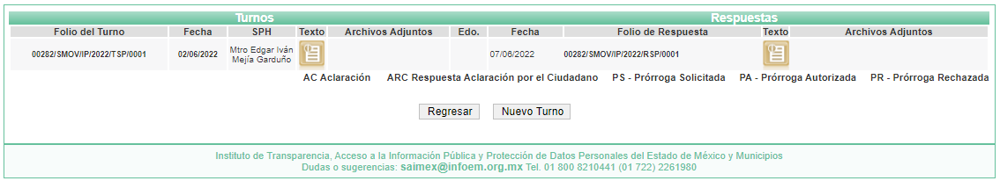 Turnos Respuestas
Folio del Turno Fecha SPH Texto Archivos Adjuntos Edo. Fecha Folio de Respuesta Texto Archivos Adjuntos
00282/SMOV/IP/2022/TSP/0001 02/06/2022 Mtro Edgar Iván 07/06/2022 00282/SMOV/IP/2022/RSP/0001
Mejía Garduño
AC Aclaración ARC Respuesta Aclaración por el Ciudadano PS - Prórroga Solicitada PA - Prórroga Autorizada PR - Prórroga Rechazada
Regresar Nuevo Turno
Instituto de Transparencia, Acceso a la Información Pública y Protección de Datos Personales del Estado de México y Municipios
Dudas o sugerencias: saimex@infoem.org.mx Tel. 01 800 8210441 (01 722) 2261980